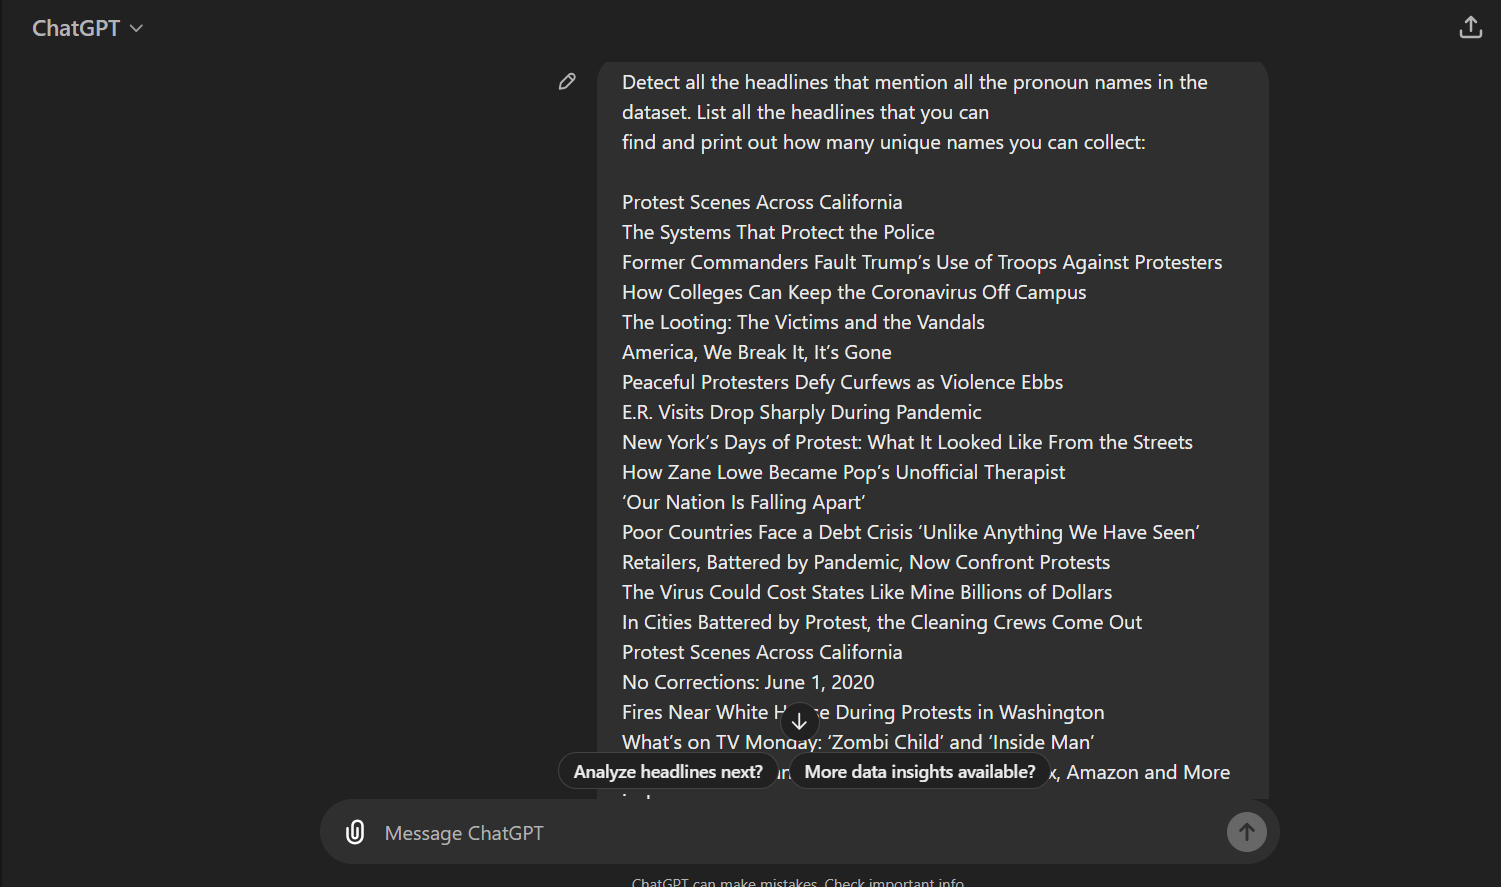 ChatGPT
Detect all the headlines that mention all the pronoun names in the
dataset. List all the headlines that you can
find and print out how many unique names you can collect:
Protest Scenes Across California
The Systems That Protect the Police
Former Commanders Fault Trump’s Use of Troops Against Protesters
How Colleges Can Keep the Coronavirus Off Campus
The Looting: The Victims and the Vandals
America, We Break It, It’s Gone
Peaceful Protesters Defy Curfews as Violence Ebbs
E.R. Visits Drop Sharply During Pandemic
New York’s Days of Protest: What It Looked Like From the Streets
How Zane Lowe Became Pop’s Unofficial Therapist
‘Our Nation Is Falling Apart’
Poor Countries Face a Debt Crisis ‘Unlike Anything We Have Seen’
Retailers, Battered by Pandemic, Now Confront Protests
The Virus Could Cost States Like Mine Billions of Dollars
In Cities Battered by Protest, the Cleaning Crews Come Out
Protest Scenes Across California
No Corrections: June 1, 2020
Fires Near White During Protests in Washington
What’s on TV Monday: ‘Zombi Child’ and ‘Inside Man’
Analyze headlines next? More data insights available? Amazon and More
Message ChatGPT
ChatGPT can make mistakes. Check important info.